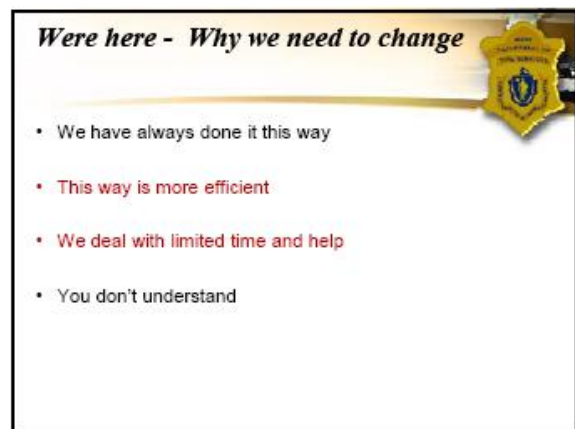 Were here - Why we need to change
• We have always done it this way
• This way is more efficient
• We deal with limited time and help
• You don't understand